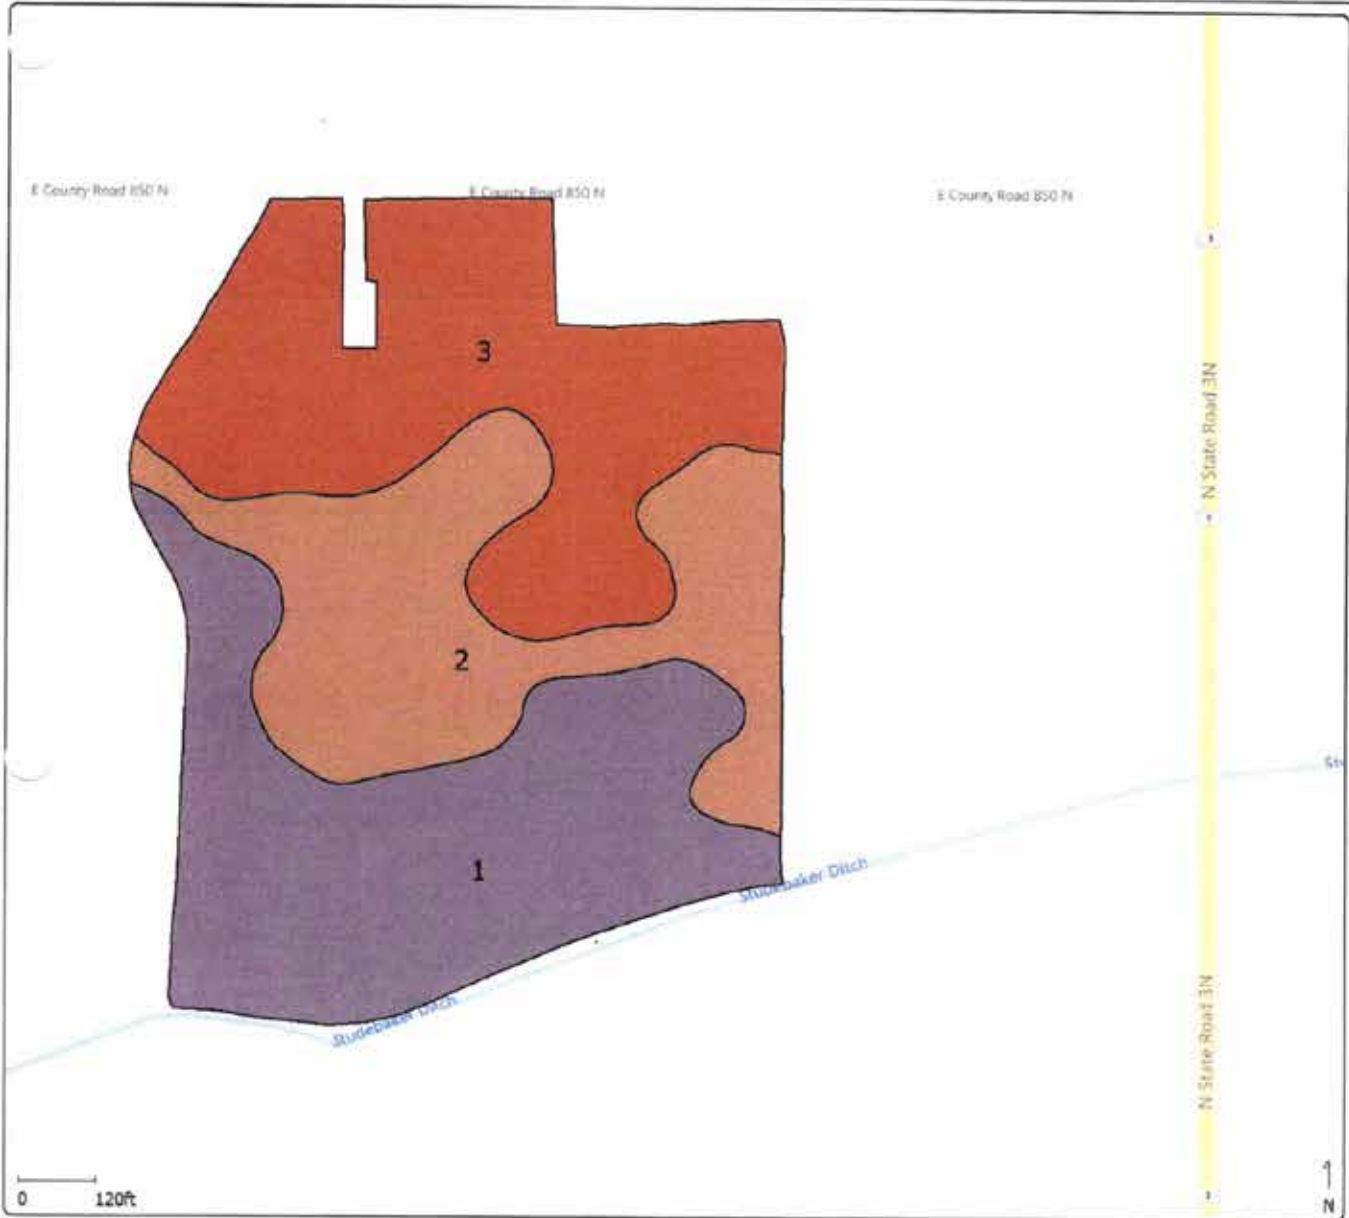 E County Road 850 N
E County Road 850 N
E County Road 850 N
3
N State Road 3N
2
1
Studebaker Ditch
Studebaker Ditch
N State Road 3N
0 120ft
N